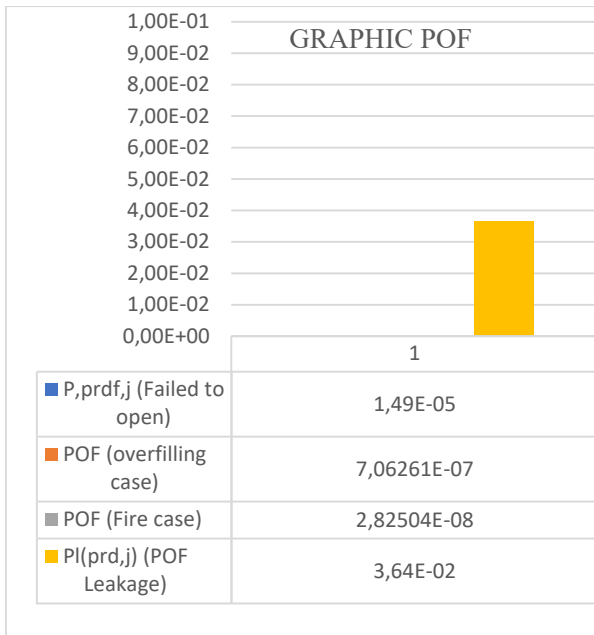 1,00E-01
GRAPHIC POF
9,00E-02
8,00E-02
7,00E-02
6,00E-02
5,00E-02
4,00E-02
3,00E-02
2,00E-02
1,00E-02
0,00E+00
1
P,prdf,j (Failed to
open)
1,49E-05
POF (overfilling
case)
7,06261E-07
POF (Fire case)
2,82504E-08
Pl(prd,j) (POF
Leakage)
3,64E-02